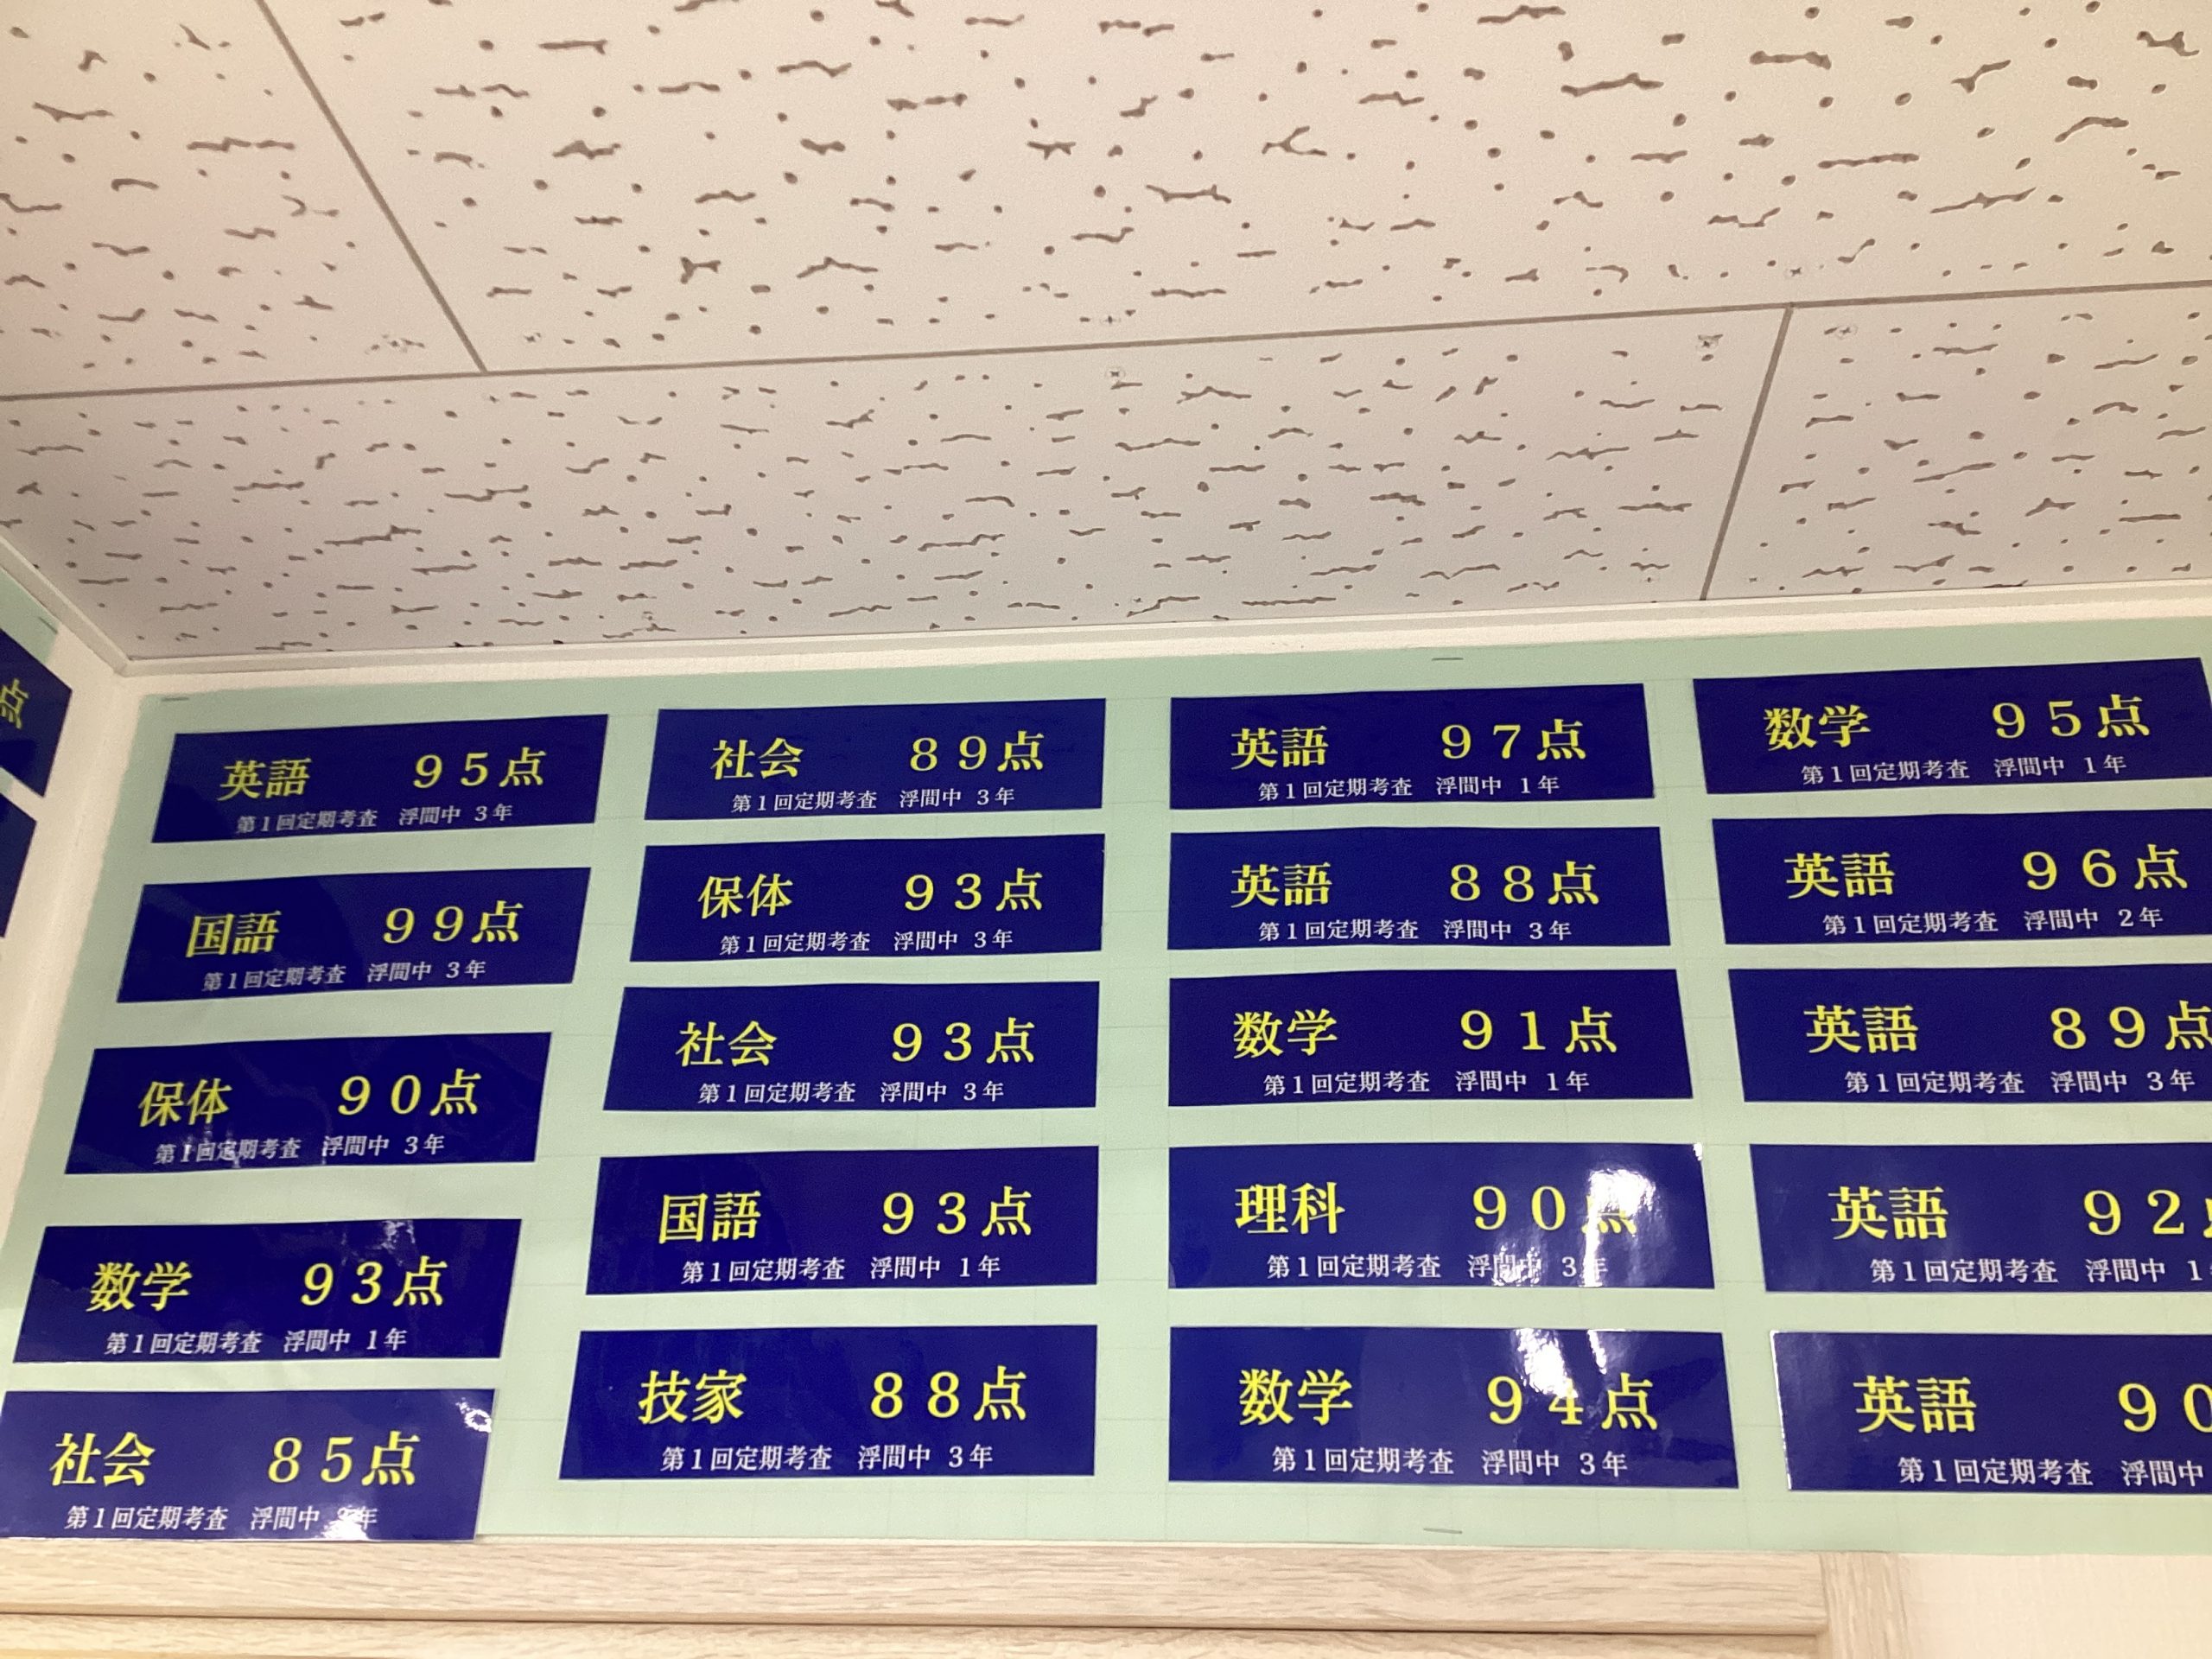 英語 95点
第1回定期考査 浮間中 3年
国語 99点
第1回定期考査 浮間中 3年
保体 90点
第1回定期考査 浮間中 3年
数学 93点
第1回定期考査 浮間中 1年
社会 85点
第1回定期考査 浮間中 年
社会 89点
第1回定期考査 浮間中 3年
保体 93点
第1回定期考査 浮間中 3年
社会 93点
第1回定期考査 浮間中 3年
国語 93点
第1回定期考査 浮間中 1年
技家 88点
第1回定期考査 浮間中 3年
英語 97点
第1回定期考査 浮間中 1年
英語 88点
第1回定期考査 浮間中 3年
数学 91点
第1回定期考査 浮間中 1年
理科 90点
第1回定期考査 浮間中 3年
数学 94点
第1回定期考査 浮間中 3年
数学 95点
第1回定期考査 浮間中 1年
英語 96点
第1回定期考査 浮間中 2年
英語 89点
第1回定期考査 浮間中 3年
英語 92
第1回定期考査 浮間中 1
英語 90
第1回定期考査 浮間中
点